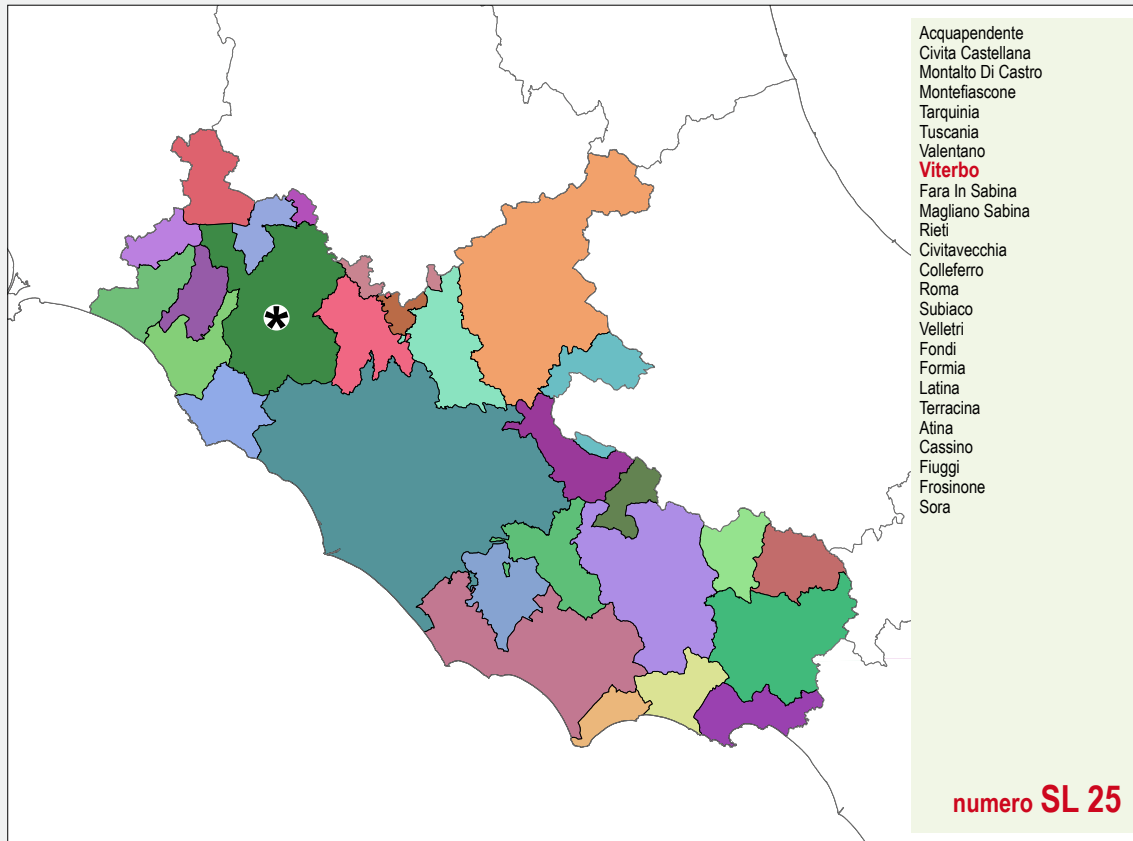 Acquapendente
Civita Castellana
Montalto Di Castro
Montefiascone
Tarquinia
Tuscania
Valentano
Viterbo
Fara In Sabina
Magliano Sabina
Rieti
Civitavecchia
Colleferro
Roma
Subiaco
Velletri
Fondi
Formia
Latina
Terracina
Atina
Cassino
Fiuggi
Frosinone
Sora
*
numero SL 25